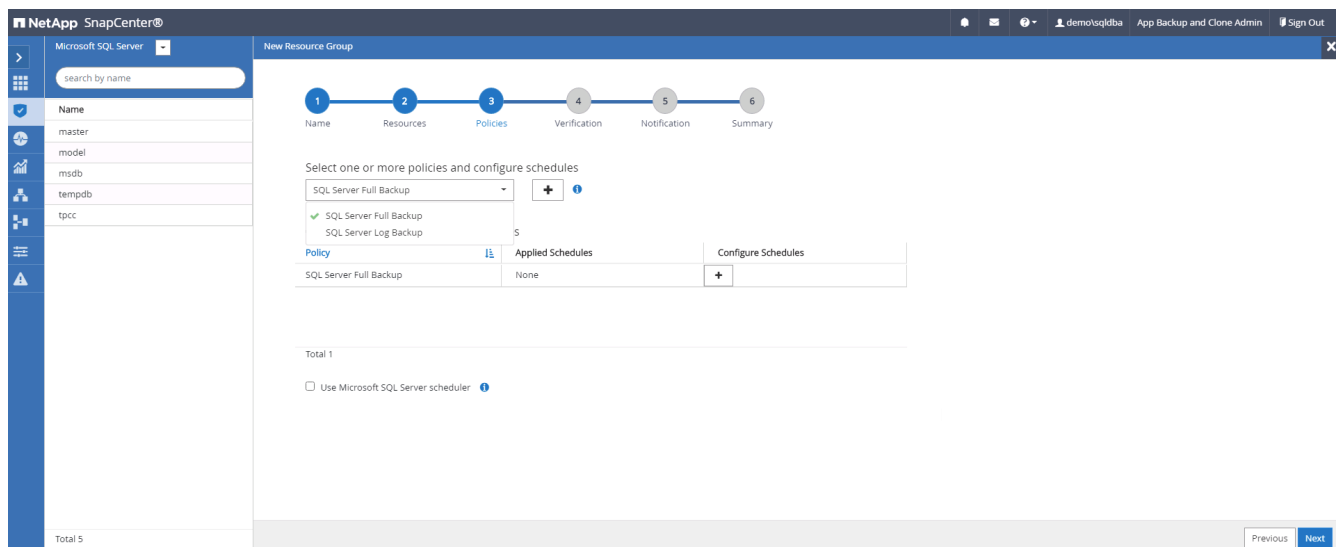 NetApp SnapCenter®
demo\sqldba App Backup and Clone Admin Sign Out
Microsoft SQL Server
search by name
Name
master
model
msdb
tempdb
tpcc
Total 5
New Resource Group
1 2 3 4 5 6
Name Resources Policies Verification Notification Summary
Select one or more policies and configure schedules
SQL Server Full Backup
SQL Server Full Backup
SQL Server Log Backup
s
Policy Applied Schedules Configure Schedules
SQL Server Full Backup None
Total 1
Use Microsoft SQL Server scheduler
Previous Next